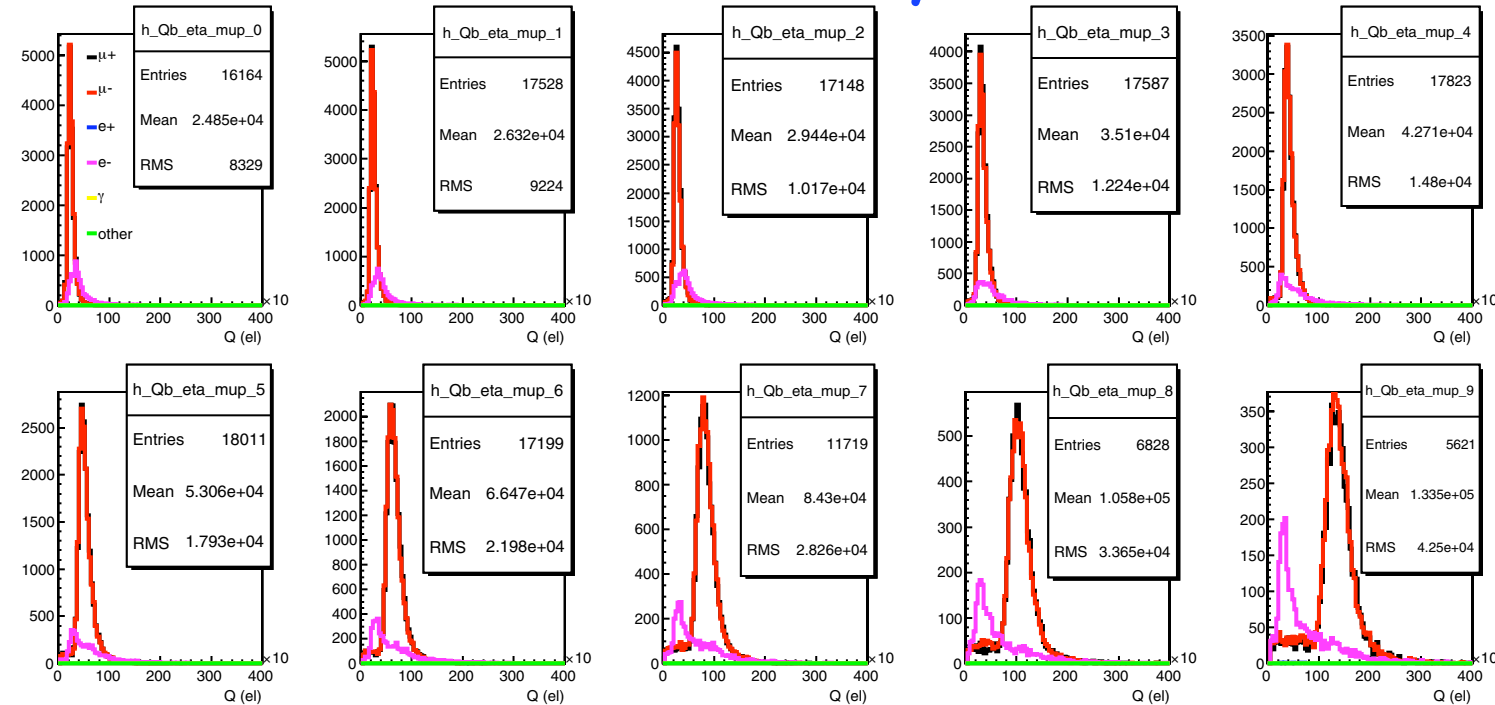 h_Qb_eta_mup_0
Entries 16164
Mean 2.485e+04
RMS 8329
5000
4000
3000
2000
1000
0
μ+
μ-
e+
e-
γ
other
0 100 200 300 400
×10
Q (el)
h_Qb_eta_mup_1
Entries 17528
Mean 2.632e+04
RMS 9224
5000
4000
3000
2000
1000
0
0 100 200 300 400
×10
Q (el)
h_Qb_eta_mup_2
Entries 17148
Mean 2.944e+04
RMS 1.017e+04
4500
4000
3500
3000
2500
2000
1500
1000
500
0
0 100 200 300 400
×10
Q (el)
h_Qb_eta_mup_3
Entries 17587
Mean 3.51e+04
RMS 1.224e+04
4000
3500
3000
2500
2000
1500
1000
500
0
0 100 200 300 400
×10
Q (el)
h_Qb_eta_mup_4
Entries 17823
Mean 4.271e+04
RMS 1.48e+04
3500
3000
2500
2000
1500
1000
500
0
0 100 200 300 400
×10
Q (el)
h_Qb_eta_mup_5
Entries 18011
Mean 5.306e+04
RMS 1.793e+04
2500
2000
1500
1000
500
0
0 100 200 300 400
×10
Q (el)
h_Qb_eta_mup_6
Entries 17199
Mean 6.647e+04
RMS 2.198e+04
2000
1800
1600
1400
1200
1000
800
600
400
200
0
0 100 200 300 400
×10
Q (el)
h_Qb_eta_mup_7
Entries 11719
Mean 8.43e+04
RMS 2.826e+04
1200
1000
800
600
400
200
0
0 100 200 300 400
×10
Q (el)
h_Qb_eta_mup_8
Entries 6828
Mean 1.058e+05
RMS 3.365e+04
500
400
300
200
100
0
0 100 200 300 400
×10
Q (el)
h_Qb_eta_mup_9
Entries 5621
Mean 1.335e+05
RMS 4.25e+04
350
300
250
200
150
100
50
0
0 100 200 300 400
×10
Q (el)